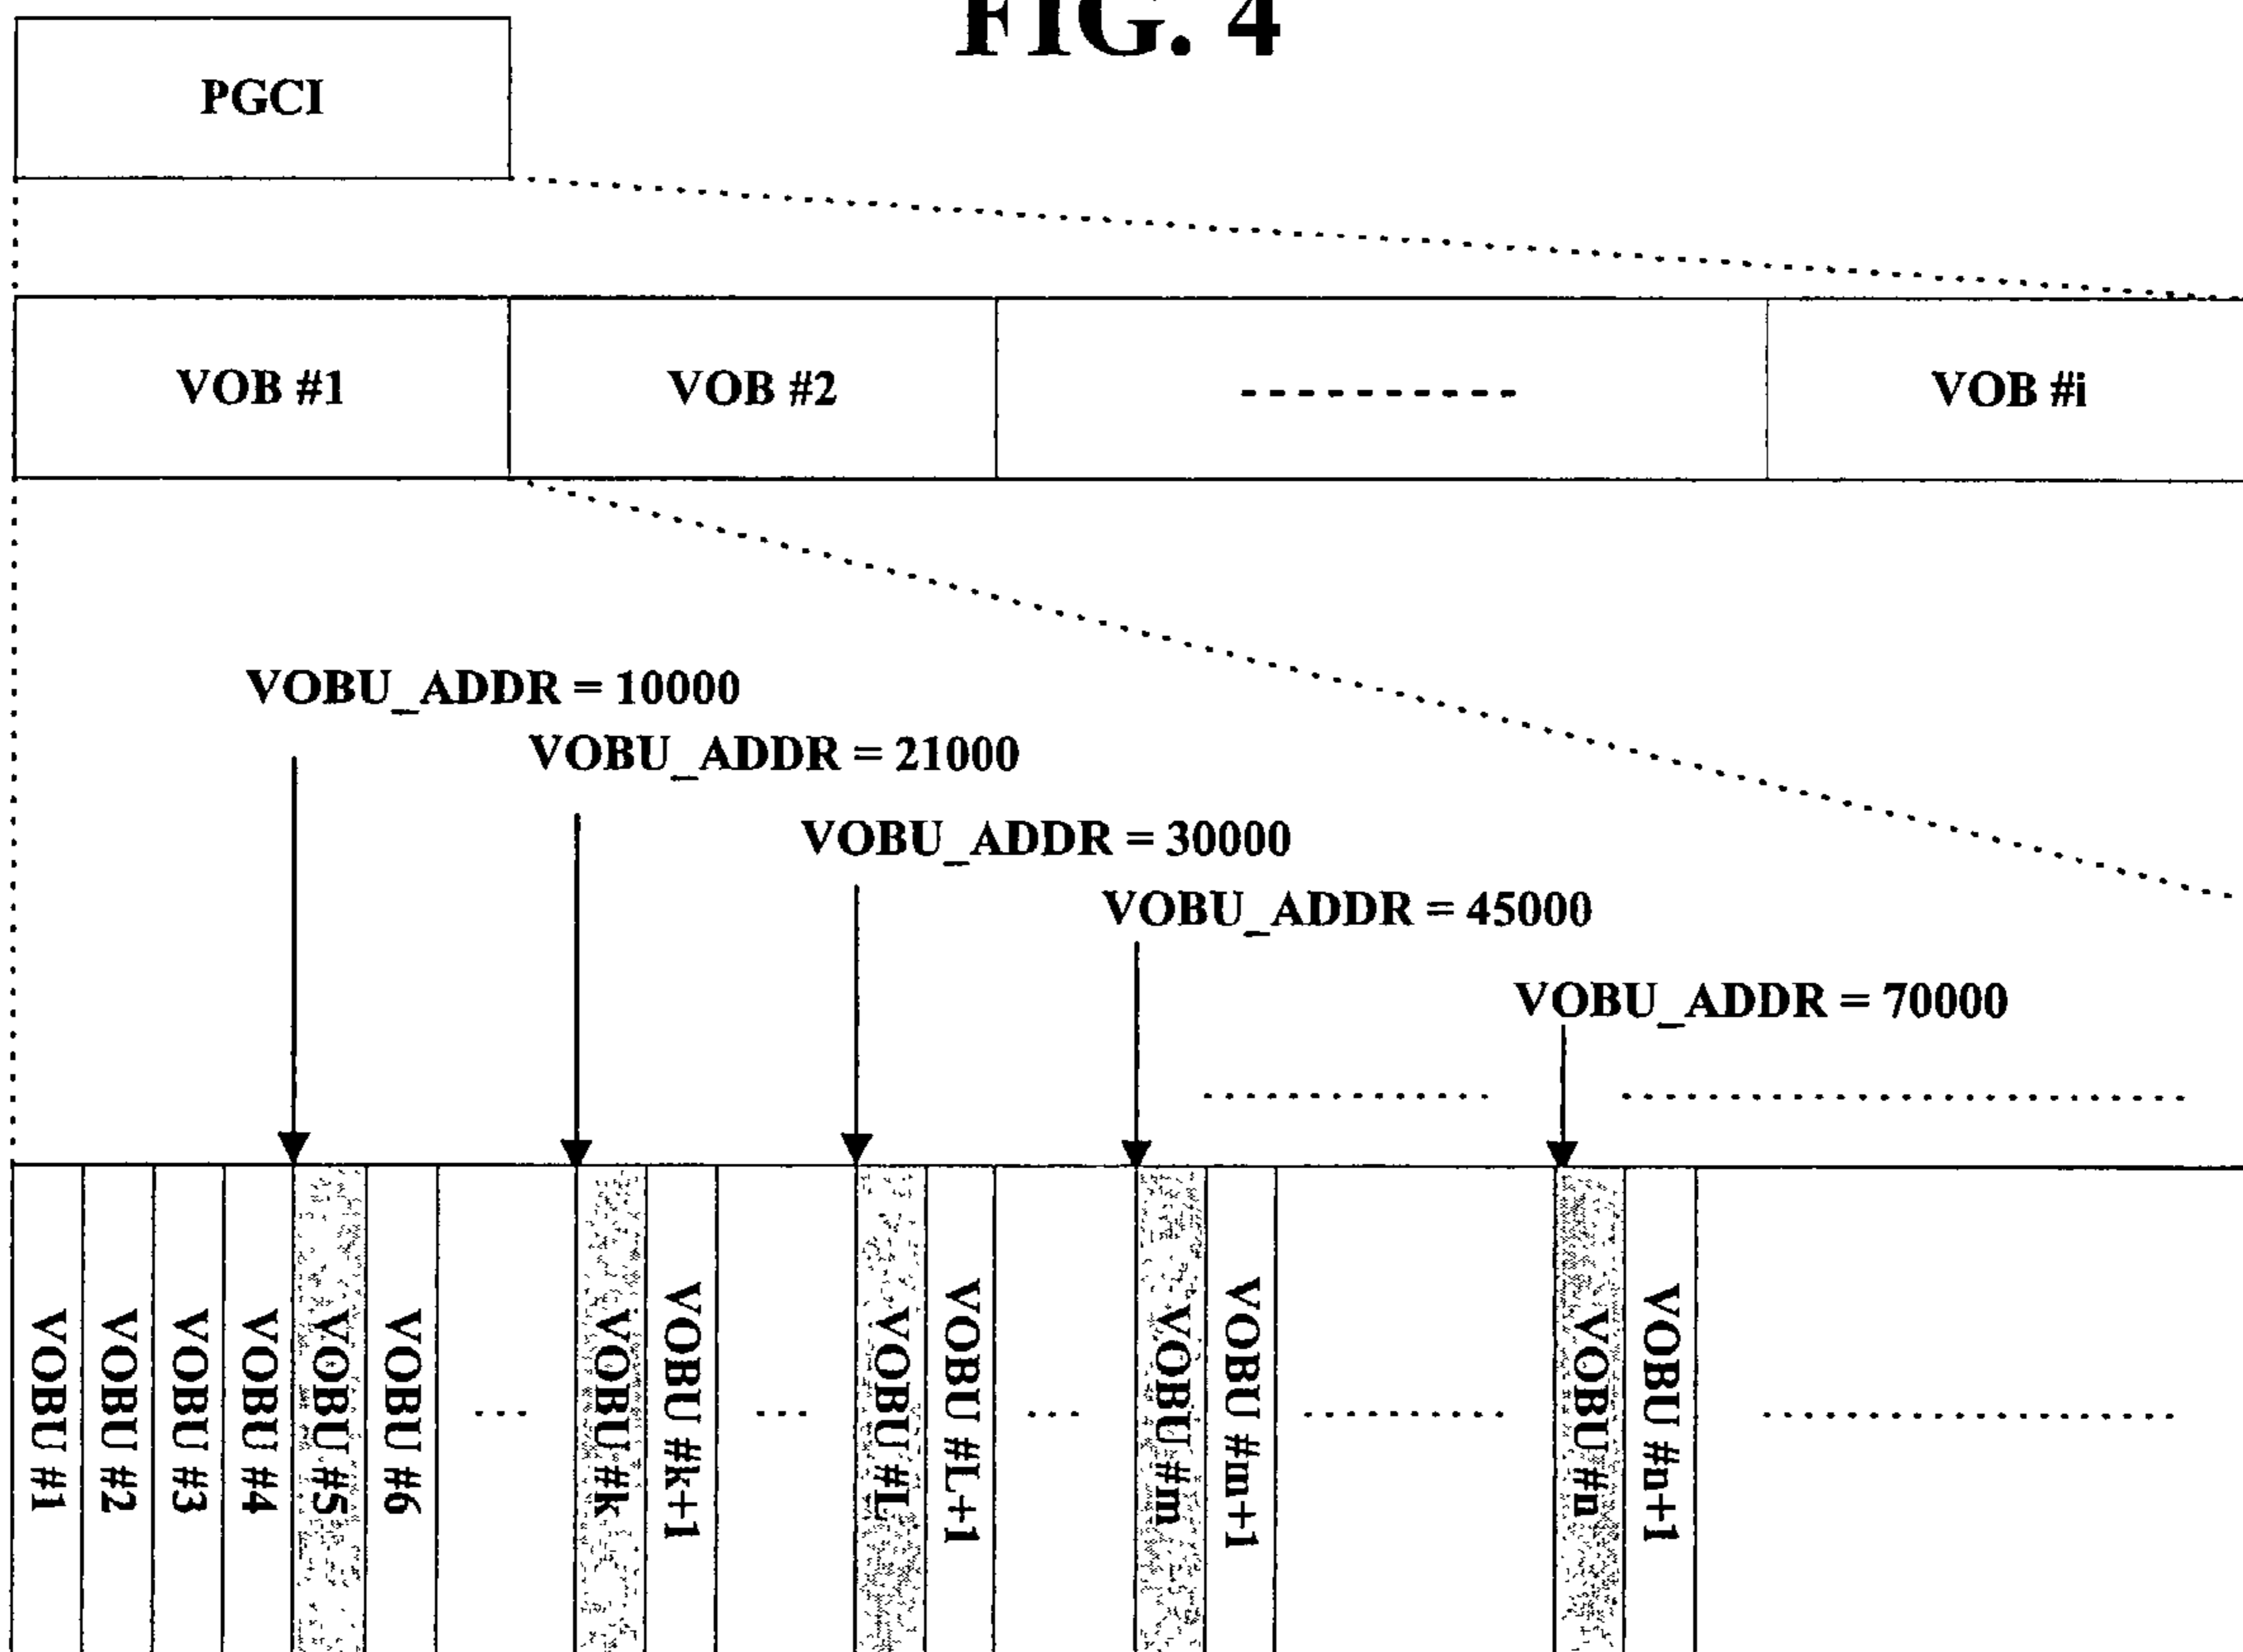 FIG. 4
PGCI
VOB #1
VOB #2
VOB #i
VOBU_ADDR = 10000
VOBU_ADDR = 21000
VOBU_ADDR = 30000
VOBU_ADDR = 45000
VOBU_ADDR = 70000
VOBU #1
VOBU #2
VOBU #3
VOBU #4
VOBU #5
VOBU #6
VOBU #k
VOBU #k+1
VOBU #L
VOBU #L+1
VOBU #m
VOBU #m+1
VOBU #n
VOBU #n+1